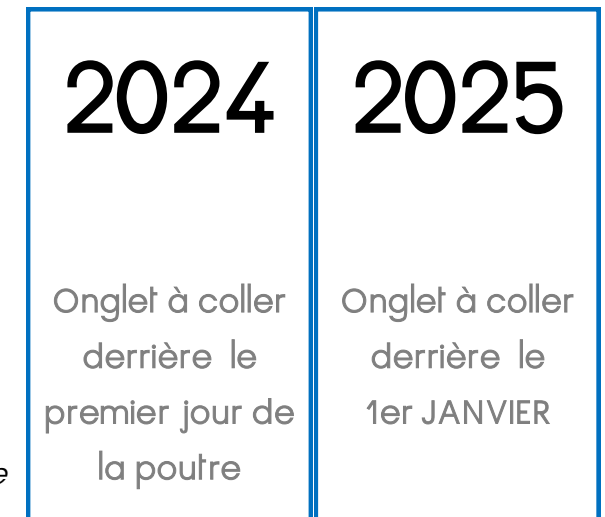 2024
Onglet à coller
derrière le
premier jour de
la poutre
2025
Onglet à coller
derrière le
1er JANVIER
e